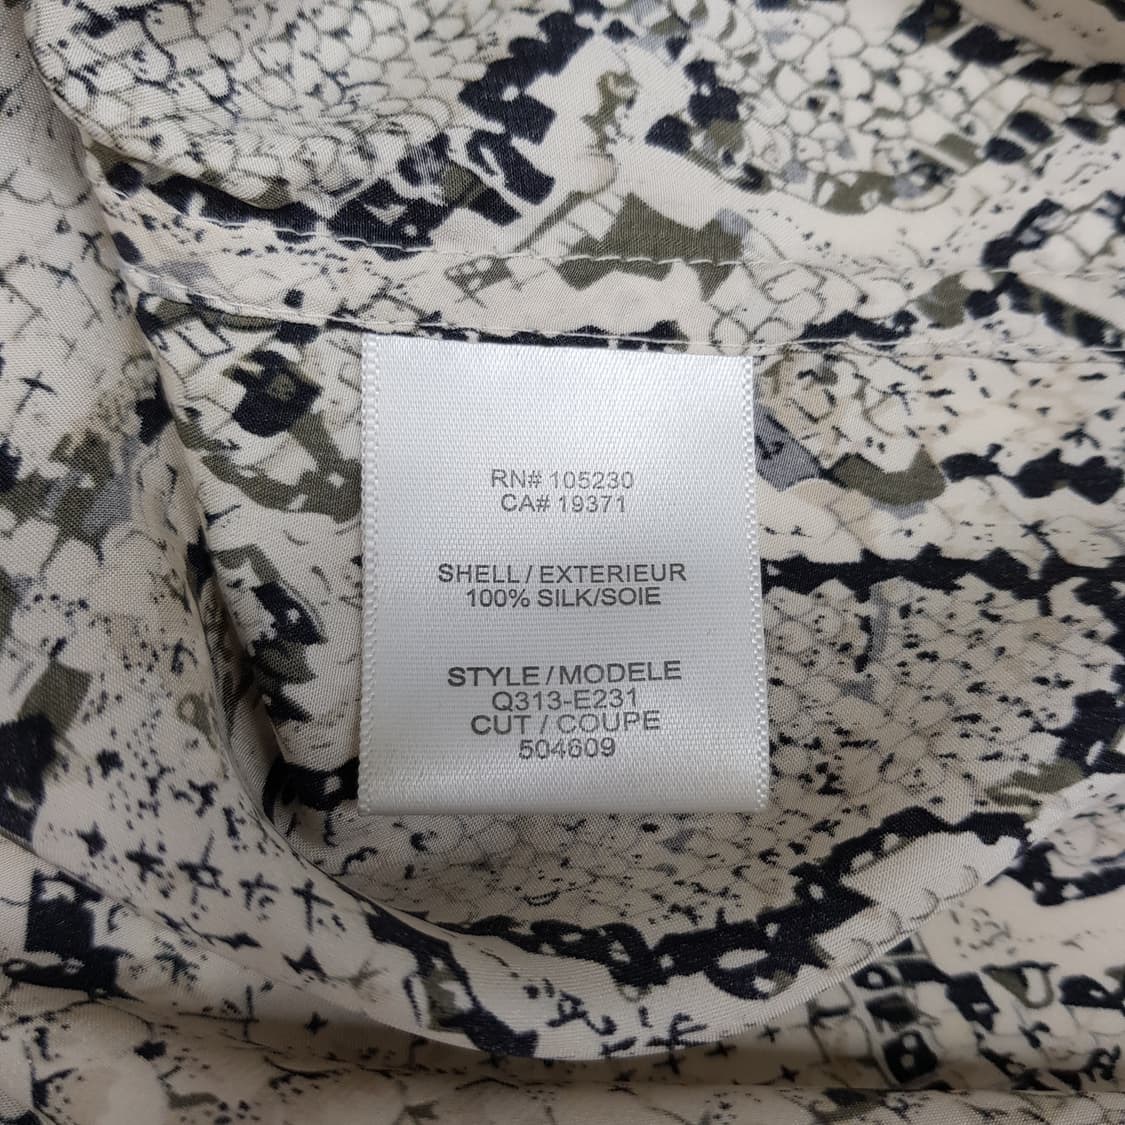 RN# 105230
CA# 19371
SHELL / EXTERIEUR
100% SILK/SOIE
STYLE / MODELE
Q313-E231
CUT / COUPE
504609